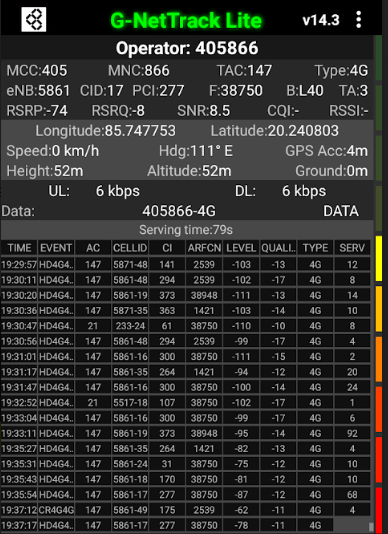 G-NetTrack Lite v14.3
Operator: 405866
MCC:405 MNC:866 TAC:147 Type:4G
eNB:5861 CID:17 PCI:277 F:38750 B:L40 TA:3
RSRP:-74 RSRQ:-8 SNR:8.5 CQI:- RSSI:-
Longitude:85.747753 Latitude:20.240803
Speed:0 km/h Hdg:111° E GPS Acc:4m
Height:52m Altitude:52m Ground:0m
UL: 6 kbps DL: 6 kbps
Data: 405866-4G DATA
Serving time:79s
TIME EVENT AC CELLID CI ARFCN LEVEL QUALI.. TYPE SERV
19:29:57 HD4G4.. 147 5871-48 141 2539 -103 -13 4G 12
19:30:11 HD4G4.. 147 5861-48 294 2539 -102 -17 4G 8
19:30:20 HD4G4.. 147 5861-19 373 38948 -111 -13 4G 14
19:30:36 HD4G4.. 147 5871-35 363 1421 -103 -14 4G 10
19:30:47 HD4G4.. 21 233-24 61 38750 -110 -10 4G 8
19:30:56 HD4G4.. 147 5861-48 294 2539 -99 -17 4G 4
19:31:01 HD4G4.. 147 5861-16 300 38750 -111 -15 4G 2
19:31:17 HD4G4.. 147 5861-35 264 1421 -94 -12 4G 20
19:31:47 HD4G4.. 147 5861-16 300 38750 -100 -14 4G 24
19:32:52 HD4G4.. 21 5517-18 107 38750 -102 -17 4G 1
19:33:04 HD4G4.. 147 5861-16 300 38750 -99 -17 4G 6
19:33:11 HD4G4.. 147 5861-19 373 38948 -95 -14 4G 92
19:35:27 HD4G4.. 147 5861-35 264 1421 -82 -13 4G 4
19:35:31 HD4G4.. 147 5861-24 31 38750 -75 -12 4G 10
19:35:43 HD4G4.. 147 5861-18 170 38750 -81 -12 4G 10
19:35:54 HD4G4.. 147 5861-17 277 38750 -87 -12 4G 68
19:37:12 CR4G4G 147 5861-49 175 2539 -62 -11 4G 4
19:37:17 HD4G4.. 147 5861-17 277 38750 -78 -11 4G